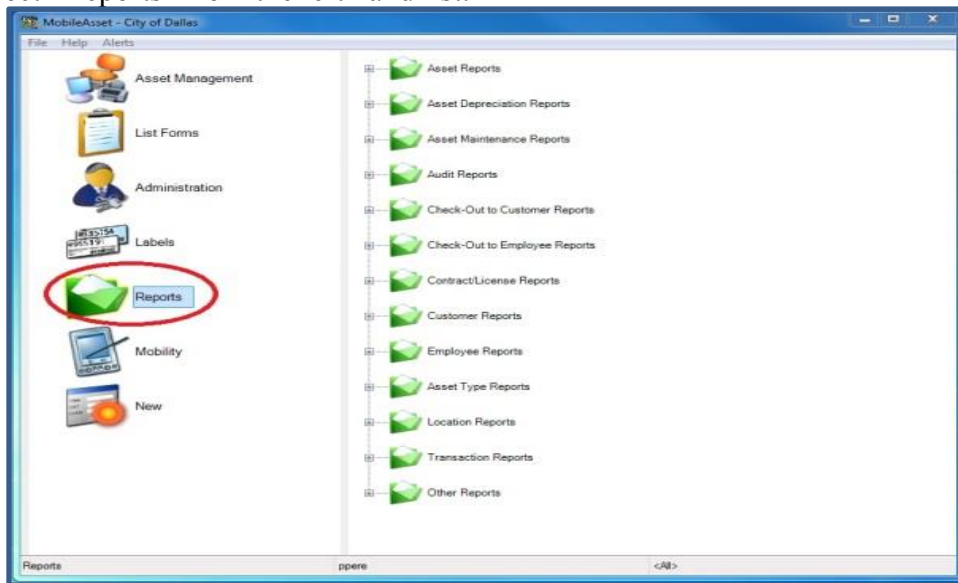 MobileAsset - City of Dallas
File Help Alerts
Asset Management
List Forms
Administration
Labels
Reports
Mobility
New
Asset Reports
Asset Depreciation Reports
Asset Maintenance Reports
Audit Reports
Check-Out to Customer Reports
Check-Out to Employee Reports
Contract/License Reports
Customer Reports
Employee Reports
Asset Type Reports
Location Reports
Transaction Reports
Other Reports
Reports ppere <All>